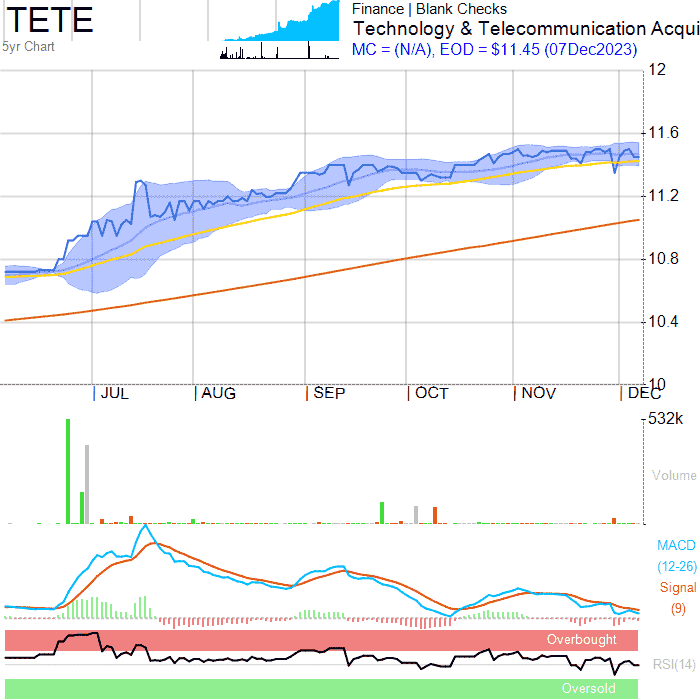 TETE
5yr Chart
Finance | Blank Checks
Technology & Telecommunication Acqui
MC = (N/A), EOD = $11.45 (07Dec2023)
12
11.6
11.2
10.8
10.4
10
JUL AUG SEP OCT NOV DEC
532k
Volume
MACD
(12-26)
Signal
(9)
Overbought
RSI(14)
Oversold